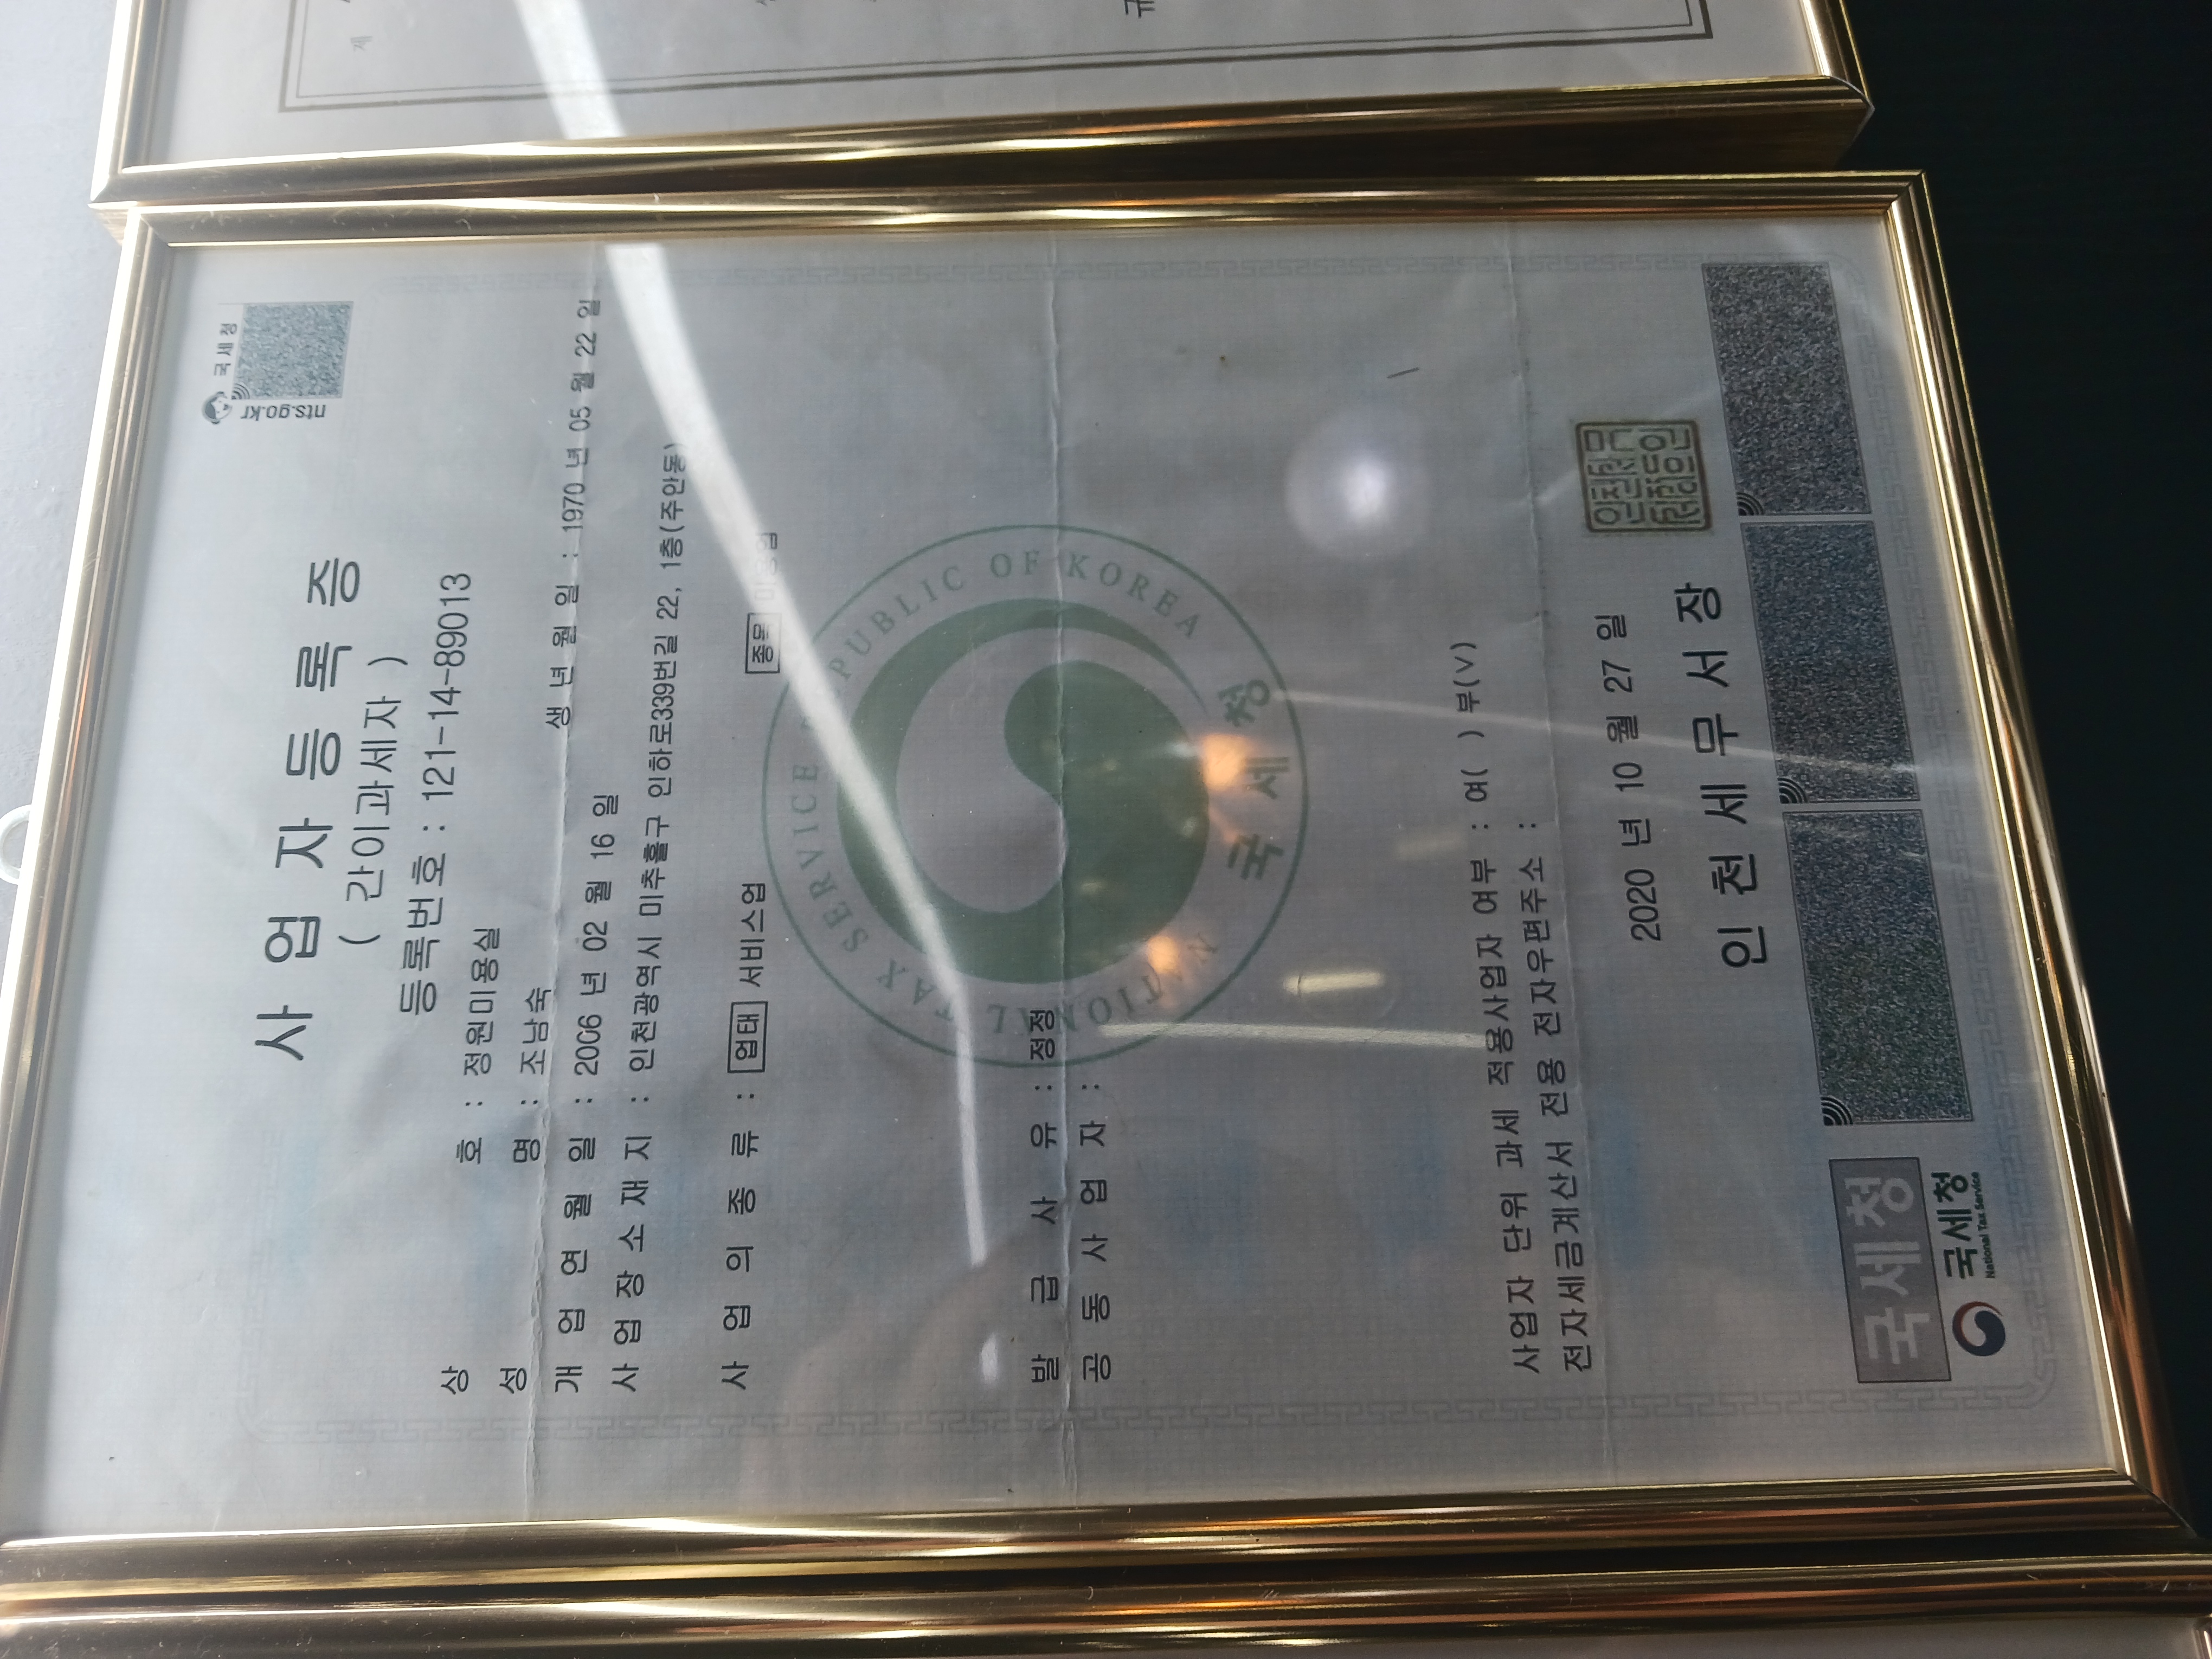 국세청
nts.go.kr
사업자등록증
( 간이과세자 )
등록번호 : 121-14-89013
상 호 : 정원미용실
성 명 : 조남숙 생 년 월 일 : 1970 년 05 월 22 일
개 업 연 월 일 : 2006 년 02 월 16 일
사 업 장 소 재 지 : 인천광역시 미추홀구 인하로339번길 22, 1층(주안동)
사 업 의 종 류 : 업태 서비스업 종목 미용업
발 급 사 유 : 정정
공 동 사 업 자 :
NATIONAL TAX SERVICE REPUBLIC OF KOREA
국세청
사업자 단위 과세 적용사업자 여부 : 여( ) 부(V)
전자세금계산서 전용 전자우편주소 :
2020 년 10 월 27 일
인천세무서장
국세청
국세청
National Tax Service
제